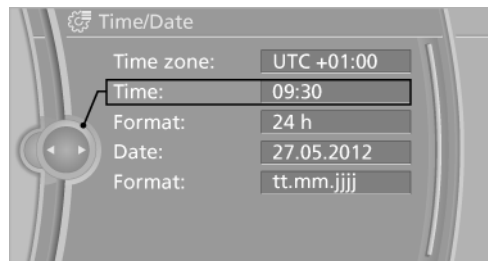 Time/Date
Time zone: UTC +01:00
Time: 09:30
Format: 24 h
Date: 27.05.2012
Format: tt.mm.jjjj